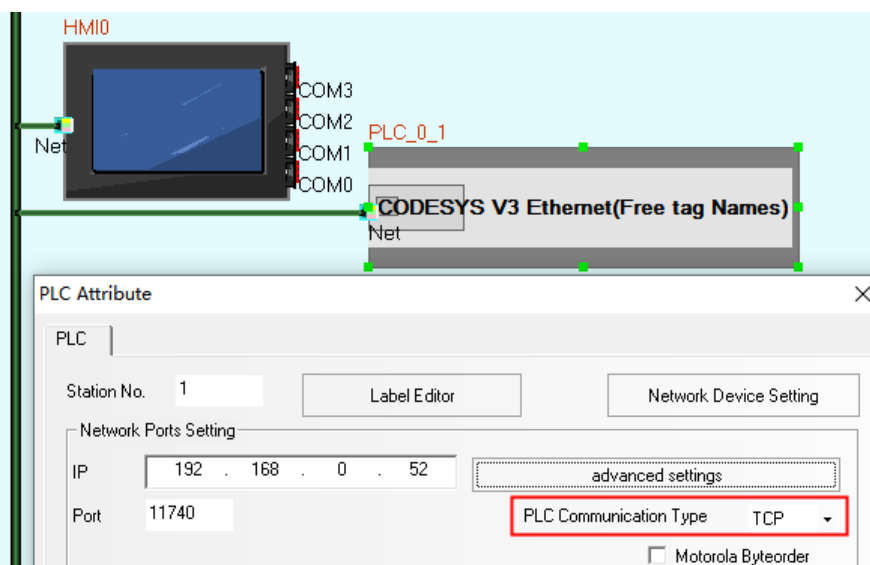 HMI0
COM3
COM2
COM1
COM0
Net
PLC_0_1
CODESYS V3 Ethernet(Free tag Names)
Net
PLC Attribute
PLC
Station No. 1 Label Editor Network Device Setting
Network Ports Setting
IP 192 . 168 . 0 . 52 advanced settings
Port 11740 PLC Communication Type TCP
Motorola Byteorder